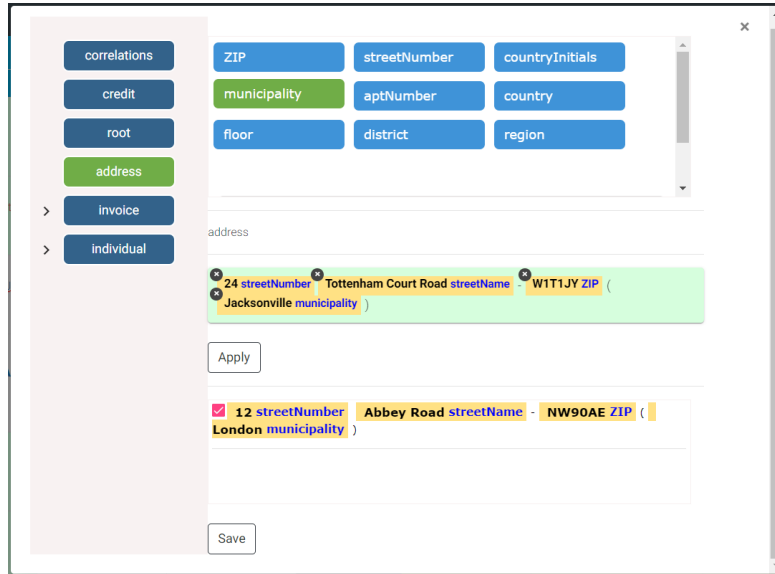 ×
correlations
credit
root
address
invoice
individual
ZIP streetNumber countryInitials
municipality aptNumber country
floor district region
address
24 streetNumber Tottenham Court Road streetName - W1T1JY ZIP (
Jacksonville municipality )
Apply
12 streetNumber Abbey Road streetName - NW90AE ZIP (
London municipality )
Save